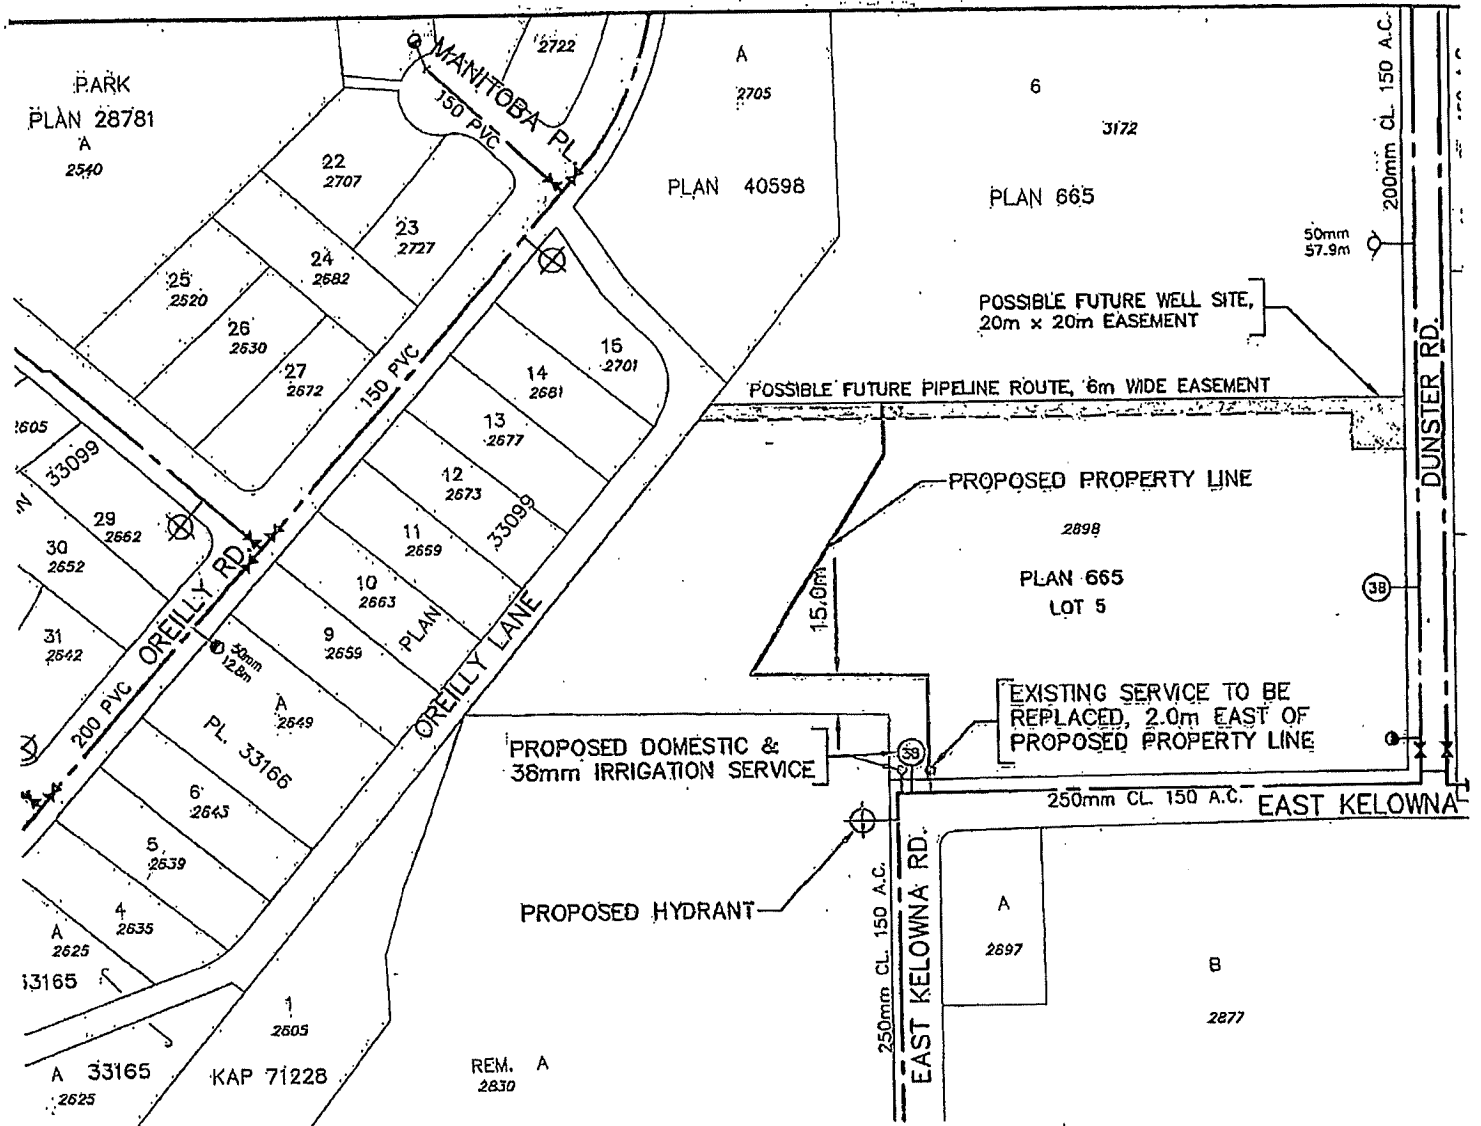 PARK
PLAN 28781
A
2540
MANITOBA PL.
150 PVC
2722
A
2705
PLAN 40598
6
3172
PLAN 665
200mm CL. 150 A.C.
50mm
57.9m
DUNSTER RD.
22
2707
23
2727
24
2682
25
2520
26
2630
27
2672
150 PVC
15
2701
14
2681
13
2677
12
2673
11
2659
10
2663
9
2659
33099
PLAN
POSSIBLE FUTURE WELL SITE,
20m x 20m EASEMENT
POSSIBLE FUTURE PIPELINE ROUTE, 6m WIDE EASEMENT
PROPOSED PROPERTY LINE
2898
PLAN 665
LOT 5
38
15.0m
2605
33099
29
2662
30
2652
31
2642
OREILLY RD.
200 PVC
50mm
12.8m
OREILLY LANE
A
2649
PL. 33166
6
2643
5
2639
4
2635
A
2625
33165
EXISTING SERVICE TO BE
REPLACED, 2.0m EAST OF
PROPOSED PROPERTY LINE
PROPOSED DOMESTIC &
38mm IRRIGATION SERVICE
38
250mm CL. 150 A.C.
EAST KELOWNA
PROPOSED HYDRANT
250mm CL. 150 A.C.
EAST KELOWNA RD.
A
2897
B
2877
1
2605
KAP 71228
A 33165
2625
REM. A
2830